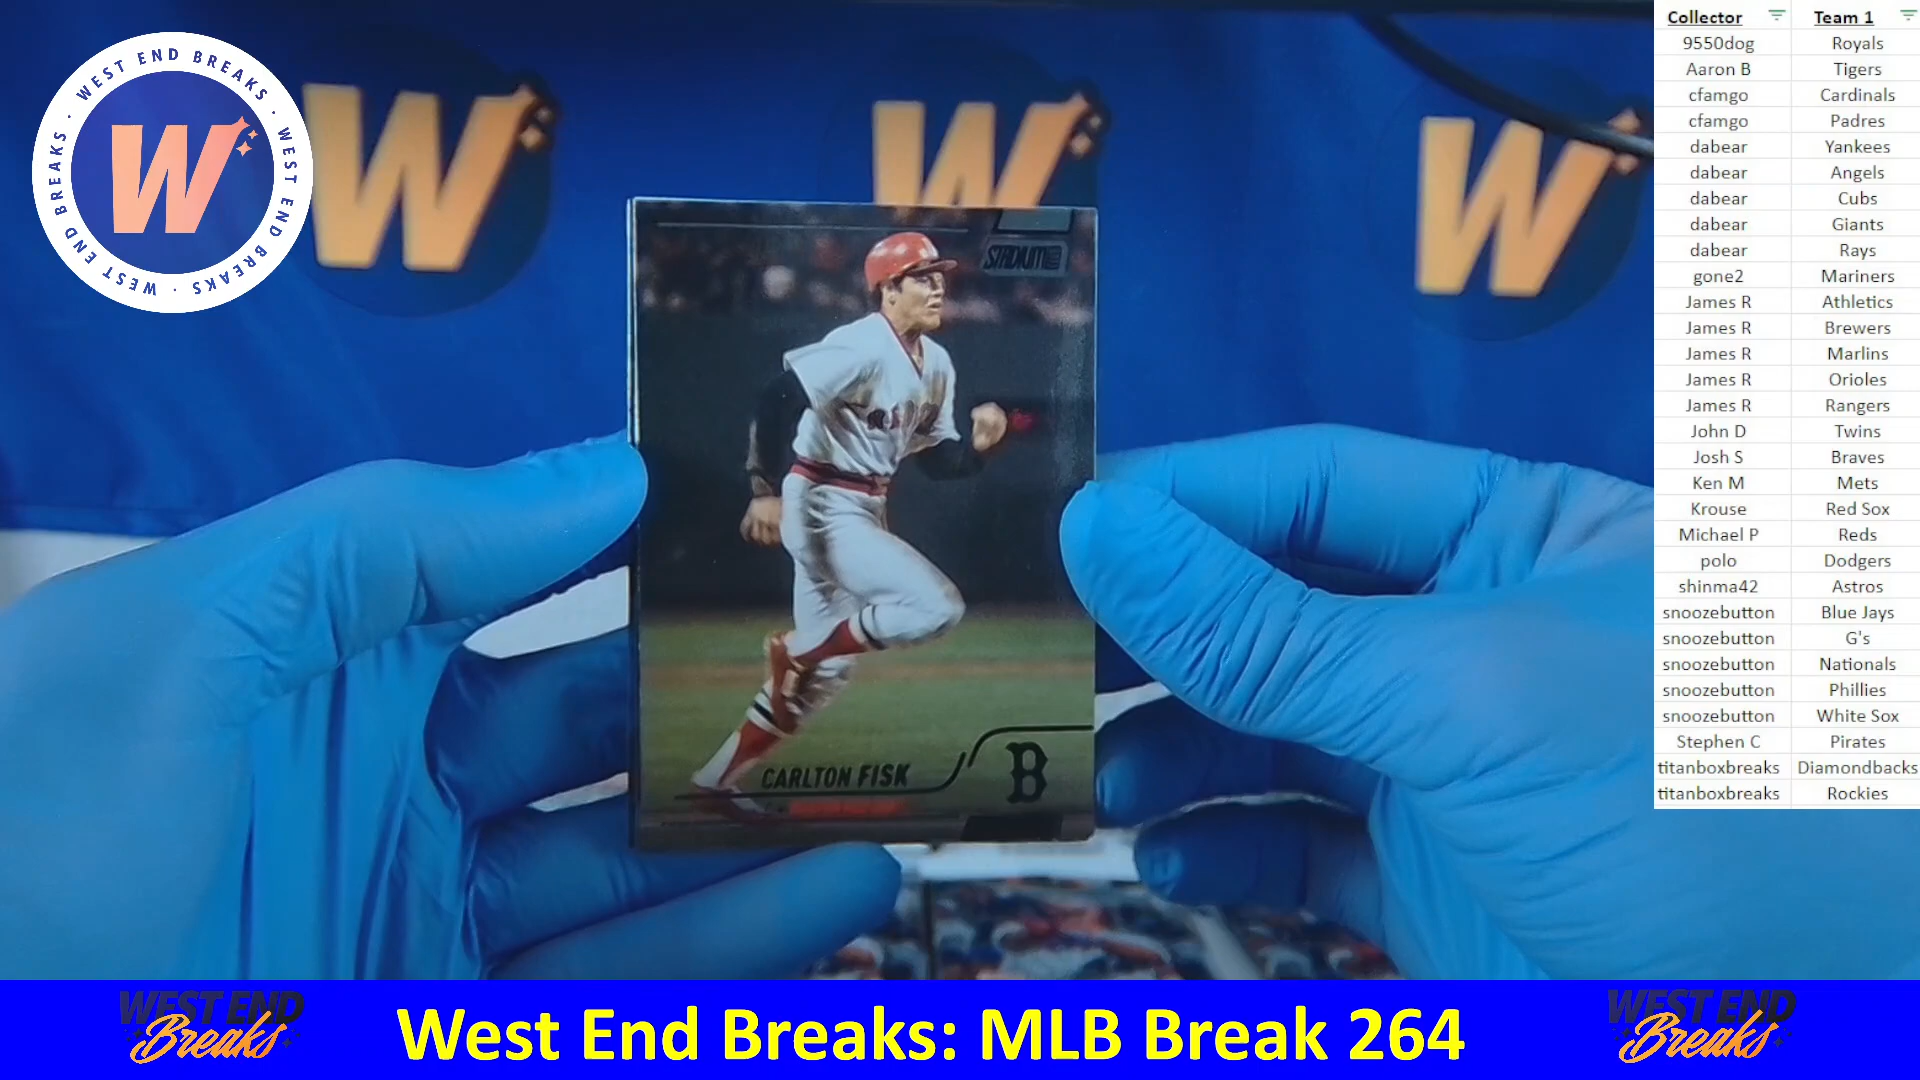 WEST END BREAKS · WEST END BREAKS · WEST END BREAKS ·
W
W
W
W
STADIUM
CARLTON FISK
B
Collector Team 1
9550dog Royals
Aaron B Tigers
cfamgo Cardinals
cfamgo Padres
dabear Yankees
dabear Angels
dabear Cubs
dabear Giants
dabear Rays
gone2 Mariners
James R Athletics
James R Brewers
James R Marlins
James R Orioles
James R Rangers
John D Twins
Josh S Braves
Ken M Mets
Krouse Red Sox
Michael P Reds
polo Dodgers
shinma42 Astros
snoozebutton Blue Jays
snoozebutton G's
snoozebutton Nationals
snoozebutton Phillies
snoozebutton White Sox
Stephen C Pirates
titanboxbreaks Diamondbacks
titanboxbreaks Rockies
WEST END
Breaks
West End Breaks: MLB Break 264
WEST END
Breaks